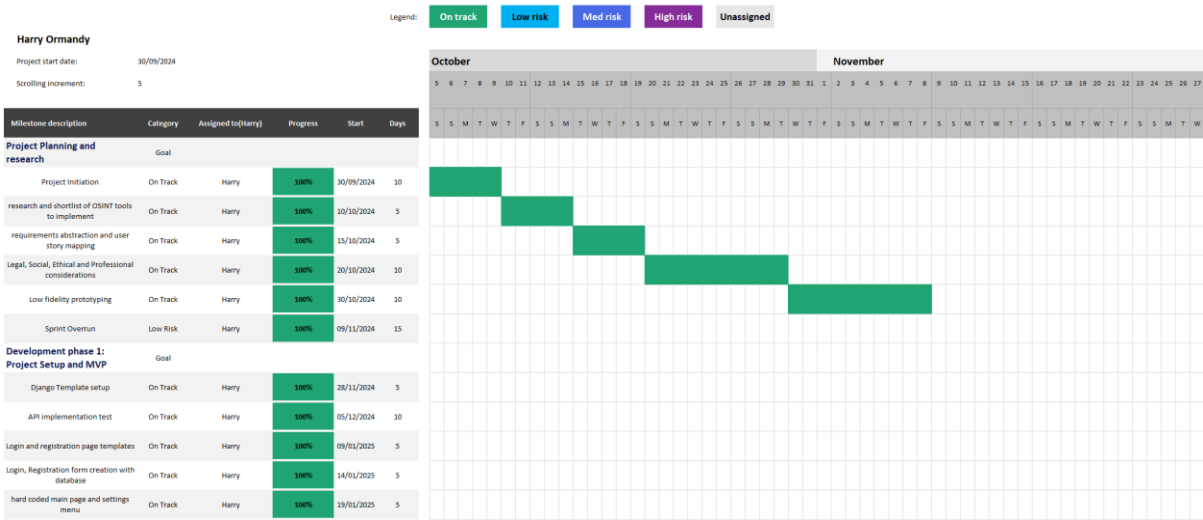 Legend: On track Low risk Med risk High risk Unassigned
Harry Ormandy
Project start date: 30/09/2024
Scrolling increment: 5
October November
5 6 7 8 9 10 11 12 13 14 15 16 17 18 19 20 21 22 23 24 25 26 27 28 29 30 31 1 2 3 4 5 6 7 8 9 10 11 12 13 14 15 16 17 18 19 20 21 22 23 24 25 26 27
Milestone description Category Assigned to(Harry) Progress Start Days S S M T W T F S S M T W T F S S M T W T F S S M T W T F S S M T W T F S S M T W T F S S M T W T F S S M T W
Project Planning and
research
Goal
Project Initiation On Track Harry 100% 30/09/2024 10
research and shortlist of OSINT tools
to implement
On Track Harry 100% 10/10/2024 5
requirements abstraction and user
story mapping
On Track Harry 100% 15/10/2024 5
Legal, Social, Ethical and Professional
considerations
On Track Harry 100% 20/10/2024 10
Low fidelity prototyping On Track Harry 100% 30/10/2024 10
Sprint Overrun Low Risk Harry 100% 09/11/2024 15
Development phase 1:
Project Setup and MVP
Goal
Django Template setup On Track Harry 100% 28/11/2024 5
API implementation test On Track Harry 100% 05/12/2024 10
Login and registration page templates On Track Harry 100% 09/01/2025 5
Login, Registration form creation with
database
On Track Harry 100% 14/01/2025 5
hard coded main page and settings
menu
On Track Harry 100% 19/01/2025 5